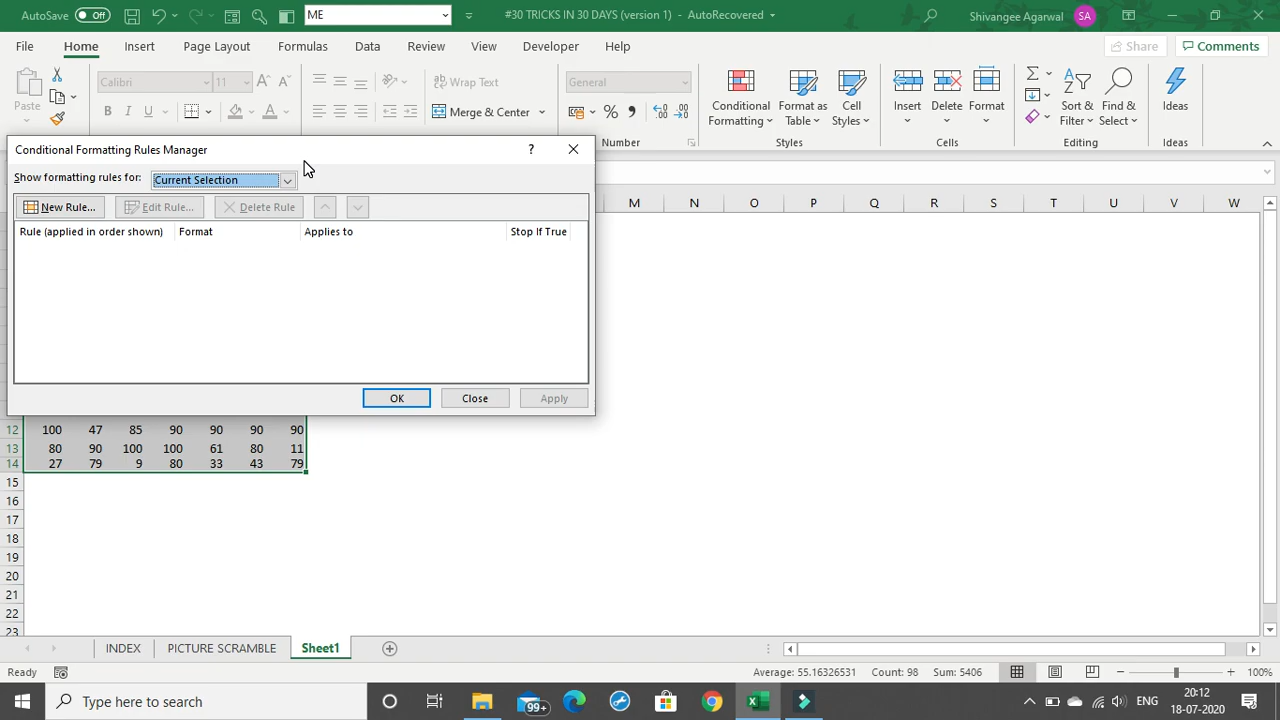 AutoSave Off ME #30 TRICKS IN 30 DAYS (version 1) - AutoRecovered Shivangee Agarwal SA
File Home Insert Page Layout Formulas Data Review View Developer Help Share Comments
Paste Calibri 11 A A Wrap Text General Conditional Formatting Format as Table Cell Styles Insert Delete Format Sort & Filter Find & Select Ideas
B I U A Merge & Center % ,
Number Styles Cells Ideas
Conditional Formatting Rules Manager ?
Show formatting rules for: Current Selection
New Rule... Edit Rule... Delete Rule
Rule (applied in order shown) Format Applies to Stop If True
OK Close Apply
M N O P Q R S T U V W
12 100 47 85 90 90 90 90
13 80 90 100 100 61 80 11
14 27 79 9 80 33 43 79
15
16
17
18
19
20
21
22
23
INDEX PICTURE SCRAMBLE Sheet1
Ready Average: 55.16326531 Count: 98 Sum: 5406 100%
Type here to search 99+ ENG 20:12
18-07-2020